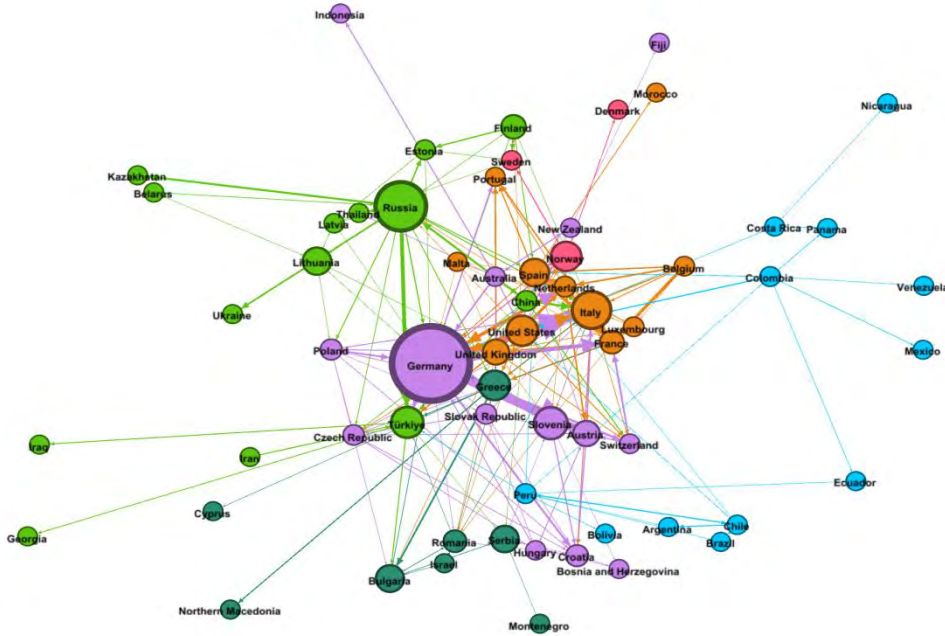 Indonesia
Fiji
Morocco
Denmark
Nicaragua
Finland
Estonia
Sweden
Kazakhstan
Portugal
Belarus
Russia
Thailand
Latvia
New Zealand
Costa Rica
Panama
Lithuania
Malta
Norway
Spain
Belgium
Australia
Colombia
Netherlands
Venezuela
China
Ukraine
Italy
Luxembourg
United States
France
Poland
United Kingdom
Mexico
Germany
Greece
Slovak Republic
Türkiye
Slovenia
Austria
Czech Republic
Switzerland
Iraq
Iran
Ecuador
Peru
Cyprus
Georgia
Argentina
Chile
Bolivia
Brazil
Romania
Serbia
Hungary
Croatia
Israel
Bosnia and Herzegovina
Bulgaria
Northern Macedonia
Montenegro